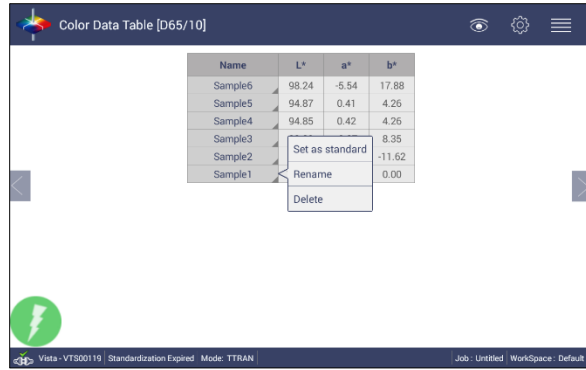 Color Data Table [D65/10]
Name L* a* b*
Sample6 98.24 -5.54 17.88
Sample5 94.87 0.41 4.26
Sample4 94.85 0.42 4.26
Sample3 8.35
Sample2 -11.62
Sample1 0.00
Set as standard
Rename
Delete
Vista - VTS00119 Standardization Expired Mode: TTRAN Job : Untitled WorkSpace : Default